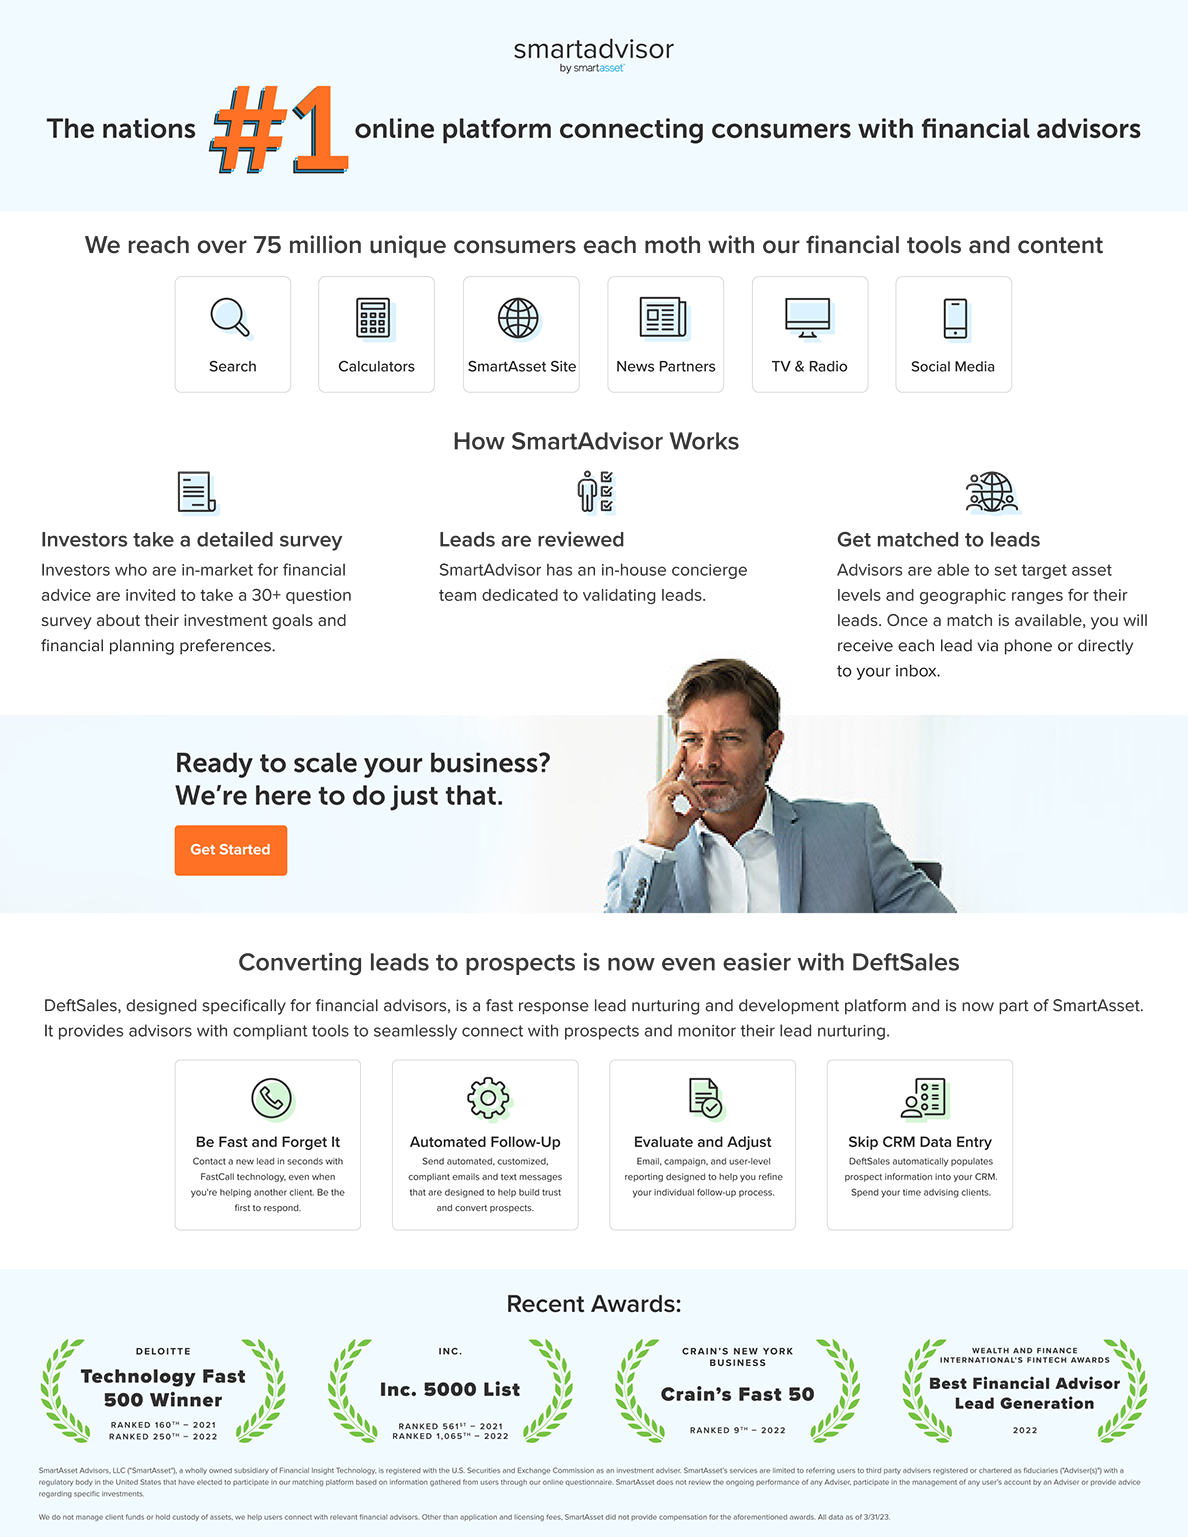 smartadvisor
by smartasset™
The nations #1 online platform connecting consumers with financial advisors
We reach over 75 million unique consumers each moth with our financial tools and content
Search
Calculators
SmartAsset Site
News Partners
TV & Radio
Social Media
How SmartAdvisor Works
Investors take a detailed survey
Investors who are in-market for financial
advice are invited to take a 30+ question
survey about their investment goals and
financial planning preferences.
Leads are reviewed
SmartAdvisor has an in-house concierge
team dedicated to validating leads.
Get matched to leads
Advisors are able to set target asset
levels and geographic ranges for their
leads. Once a match is available, you will
receive each lead via phone or directly
to your inbox.
Ready to scale your business?
We're here to do just that.
Get Started
Converting leads to prospects is now even easier with DeftSales
DeftSales, designed specifically for financial advisors, is a fast response lead nurturing and development platform and is now part of SmartAsset.
It provides advisors with compliant tools to seamlessly connect with prospects and monitor their lead nurturing.
Be Fast and Forget It
Contact a new lead in seconds with
FastCall technology, even when
you're helping another client. Be the
first to respond.
Automated Follow-Up
Send automated, customized,
compliant emails and text messages
that are designed to help build trust
and convert prospects.
Evaluate and Adjust
Email, campaign, and user-level
reporting designed to help you refine
your individual follow-up process.
Skip CRM Data Entry
DeftSales automatically populates
prospect information into your CRM.
Spend your time advising clients.
Recent Awards:
DELOITTE
Technology Fast
500 Winner
RANKED 160TH – 2021
RANKED 250TH – 2022
INC.
Inc. 5000 List
RANKED 561ST – 2021
RANKED 1,065TH – 2022
CRAIN'S NEW YORK
BUSINESS
Crain's Fast 50
RANKED 9TH – 2022
WEALTH AND FINANCE
INTERNATIONAL'S FINTECH AWARDS
Best Financial Advisor
Lead Generation
2022
SmartAsset Advisors, LLC ("SmartAsset"), a wholly owned subsidiary of Financial Insight Technology, is registered with the U.S. Securities and Exchange Commission as an investment adviser. SmartAsset's services are limited to referring users to third party advisers registered or chartered as fiduciaries ("Adviser(s)") with a
regulatory body in the United States that have elected to participate in our matching platform based on information gathered from users through our online questionnaire. SmartAsset does not review the ongoing performance of any Adviser, participate in the management of any user's account by an Adviser or provide advice
regarding specific investments.
We do not manage client funds or hold custody of assets, we help users connect with relevant financial advisors. Other than application and licensing fees, SmartAsset did not provide compensation for the aforementioned awards. All data as of 3/31/23.